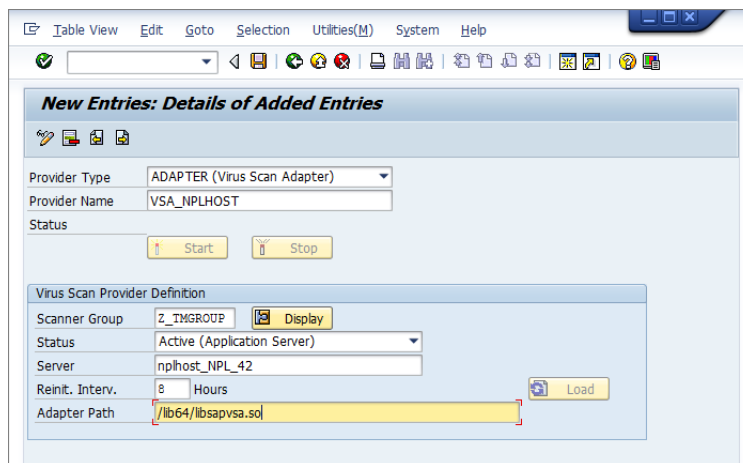 Table View Edit Goto Selection Utilities(M) System Help
New Entries: Details of Added Entries
Provider Type ADAPTER (Virus Scan Adapter)
Provider Name VSA_NPLHOST
Status
Start Stop
Virus Scan Provider Definition
Scanner Group Z_TMGROUP Display
Status Active (Application Server)
Server nplhost_NPL_42
Reinit. Interv. 8 Hours Load
Adapter Path /lib64/libsapvsa.so